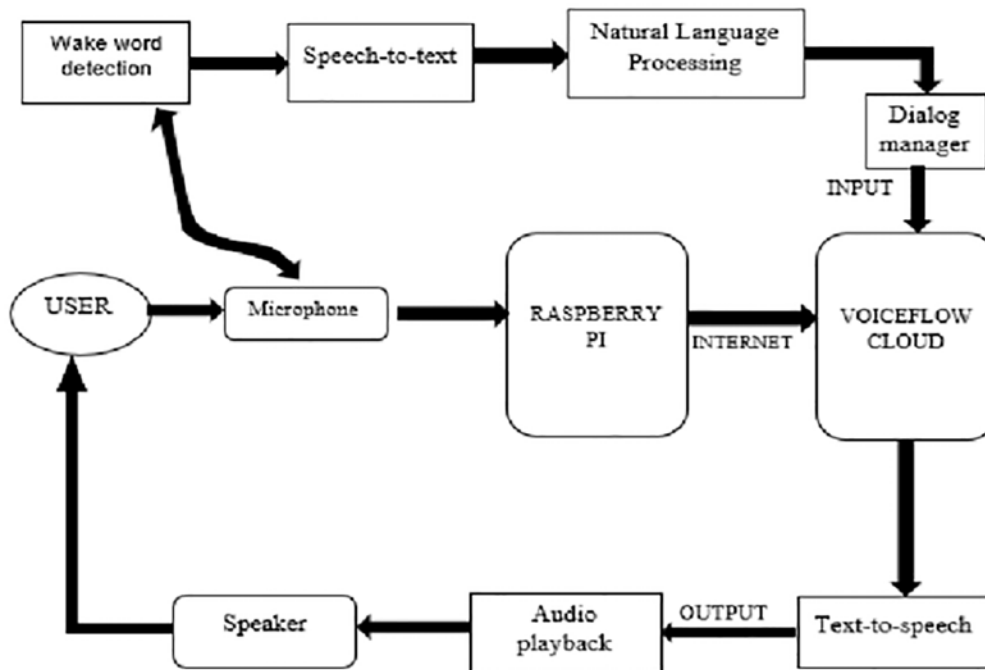 Wake word
detection
Speech-to-text
Natural Language
Processing
Dialog
manager
INPUT
USER
Microphone
RASPBERRY
PI
INTERNET
VOICEFLOW
CLOUD
Speaker
Audio
playback
OUTPUT
Text-to-speech